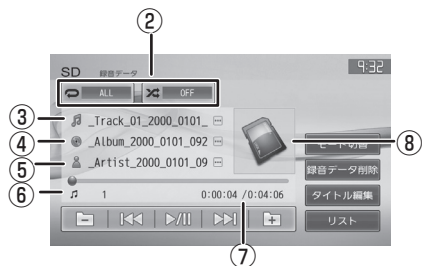 ②
SD 録音データ 9:32
ALL OFF
③ _Track_01_2000_0101_
④ _Album_2000_0101_092
⑧
モード切替
⑤ _Artist_2000_0101_09
録音データ削除
⑥ 1 0:00:04 /0:04:06
タイトル編集
リスト
⑦